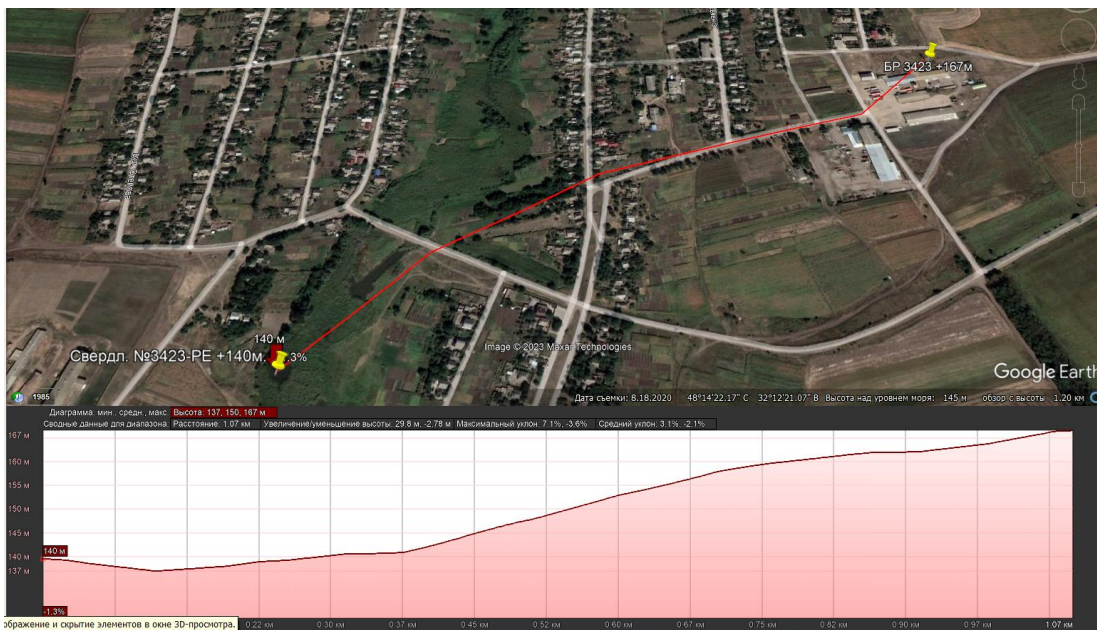 БР 3423 +167м
140 м
Свердл. №3423-РЕ +140м.
.3%
Image © 2023 Maxar Technologies
Google Earth
1985
Дата съемки: 8.18.2020 48°14'22.17" С 32°12'21.07" В Высота над уровнем моря: 145 м обзор с высоты 1.20 км
Диаграмма: мин., средн., макс. Высота: 137, 150, 167 м
Сводные данные для диапазона: Расстояние: 1.07 км Увеличение/уменьшение высоты: 29.8 м, -2.78 м Максимальный уклон: 7.1%, -3.6% Средний уклон: 3.1%, -2.1%
167 м
160 м
155 м
150 м
145 м
140 м
140 м
137 м
-1.3%
ображение и скрытие элементов в окне 3D-просмотра.
0.22 км 0.30 км 0.37 км 0.45 км 0.52 км 0.60 км 0.67 км 0.75 км 0.82 км 0.90 км 0.97 км 1.07 км